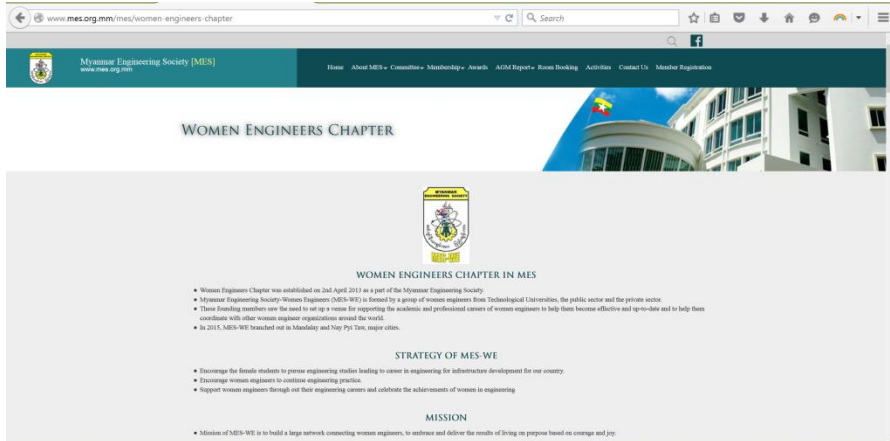 www.mes.org.mm/mes/women-engineers-chapter
Search
Myanmar Engineering Society [MES]
www.mes.org.mm
Home About MES Committee Membership Awards AGM Report Room Booking Activities Contact Us Member Registration
WOMEN ENGINEERS CHAPTER
MYANMAR
ENGINEERING SOCIETY
MES-WE
WOMEN ENGINEERS CHAPTER IN MES
• Women Engineers Chapter was established on 2nd April 2013 as a part of the Myanmar Engineering Society.
• Myanmar Engineering Society-Women Engineers (MES-WE) is formed by a group of women engineers from Technological Universities, the public sector and the private sector.
• These founding members saw the need to set up a venue for supporting the academic and professional careers of women engineers to help them become effective and up-to-date and to help them
coordinate with other women engineer organizations around the world.
• In 2015, MES-WE branched out in Mandalay and Nay Pyi Taw, major cities.
STRATEGY OF MES-WE
• Encourage the female students to pursue engineering studies leading to career in engineering for infrastructure development for our country.
• Encourage women engineers to continue engineering practice.
• Support women engineers through out their engineering careers and celebrate the achievements of women in engineering
MISSION
• Mission of MES-WE is to build a large network connecting women engineers, to embrace and deliver the results of living on purpose based on courage and joy.